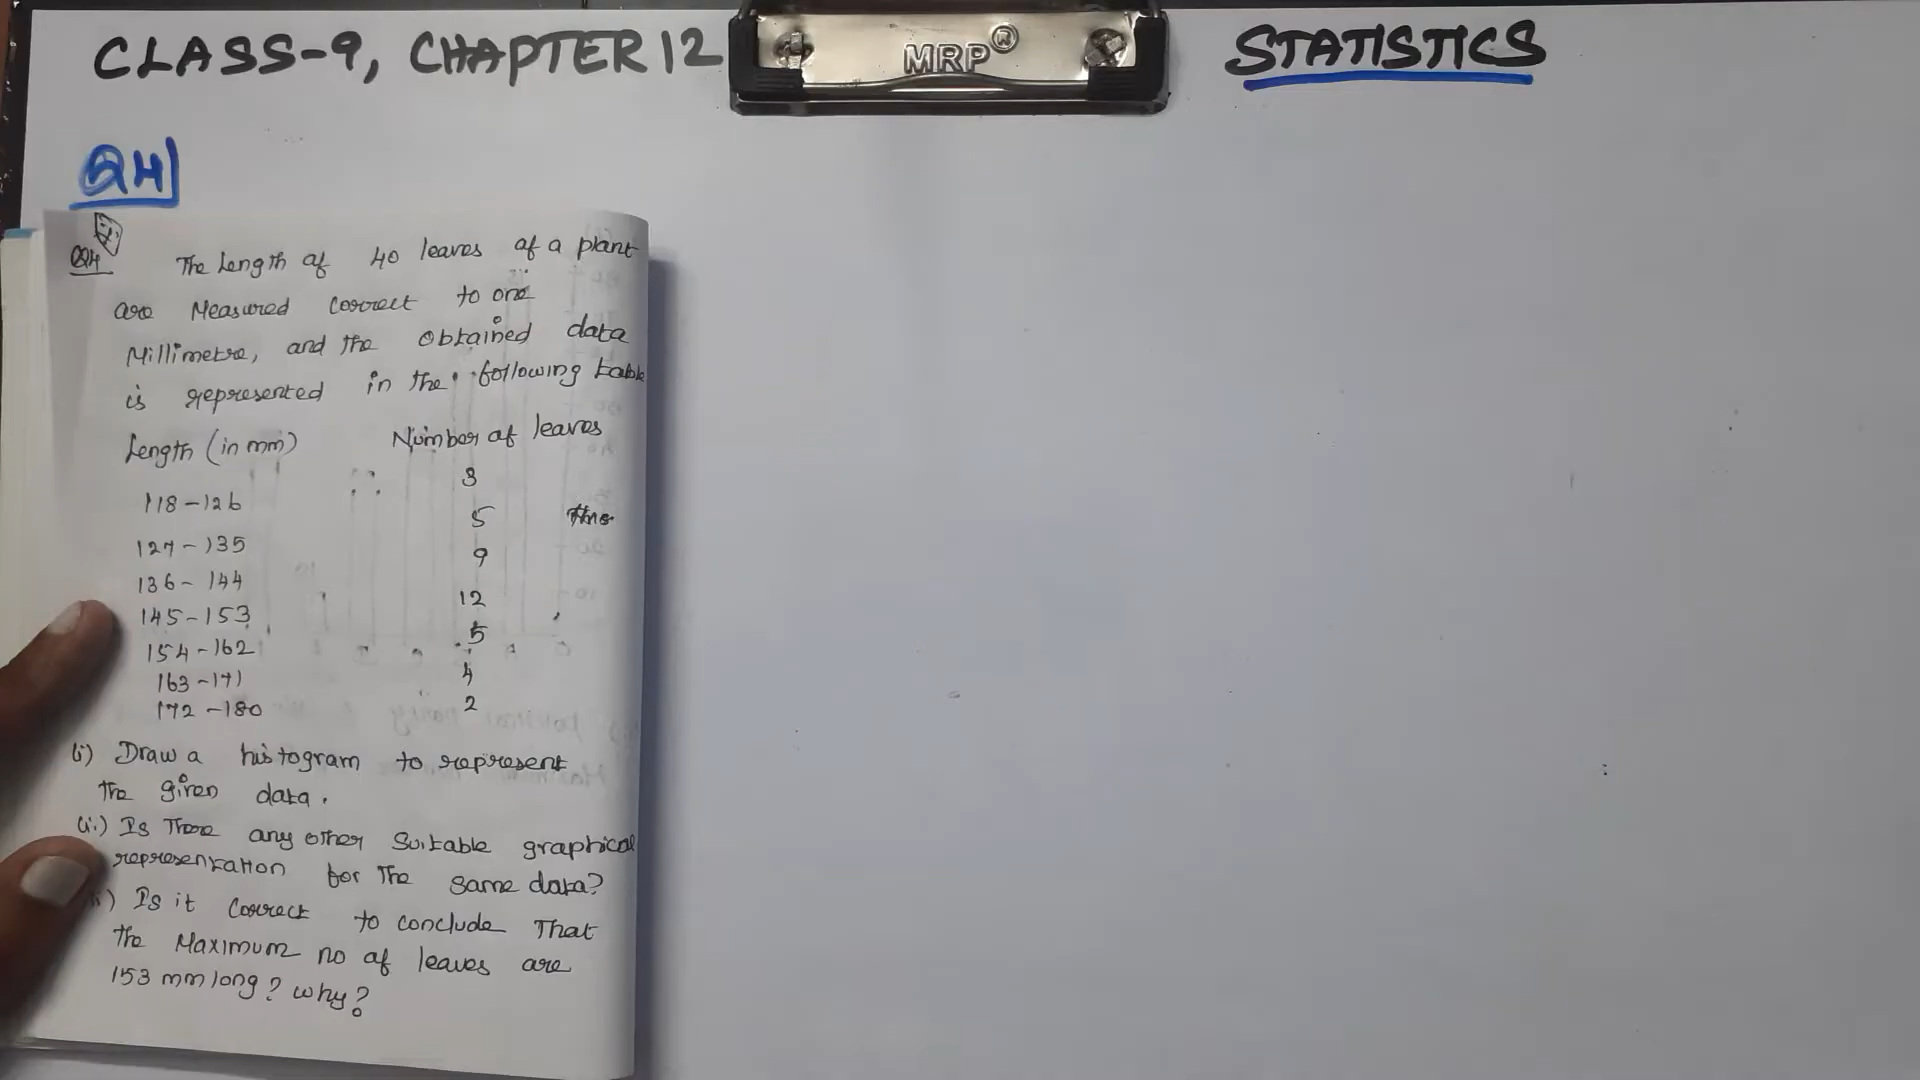 CLASS-9, CHAPTER 12
MRP®
STATISTICS
Q4
Q4 The Length of 40 leaves of a plant
are Measured correct to one
Millimetre, and the obtained data
is represented in the following table
Length (in mm) Number of leaves
118-126 3
127-135 5
136-144 9
145-153 12
154-162 5
163-171 4
172-180 2
(i) Draw a histogram to represent
the given data.
(ii.) Is There any other Suitable graphical
representation for The same data?
i) Is it correct to conclude That
the Maximum no of leaves are
153 mm long? why?